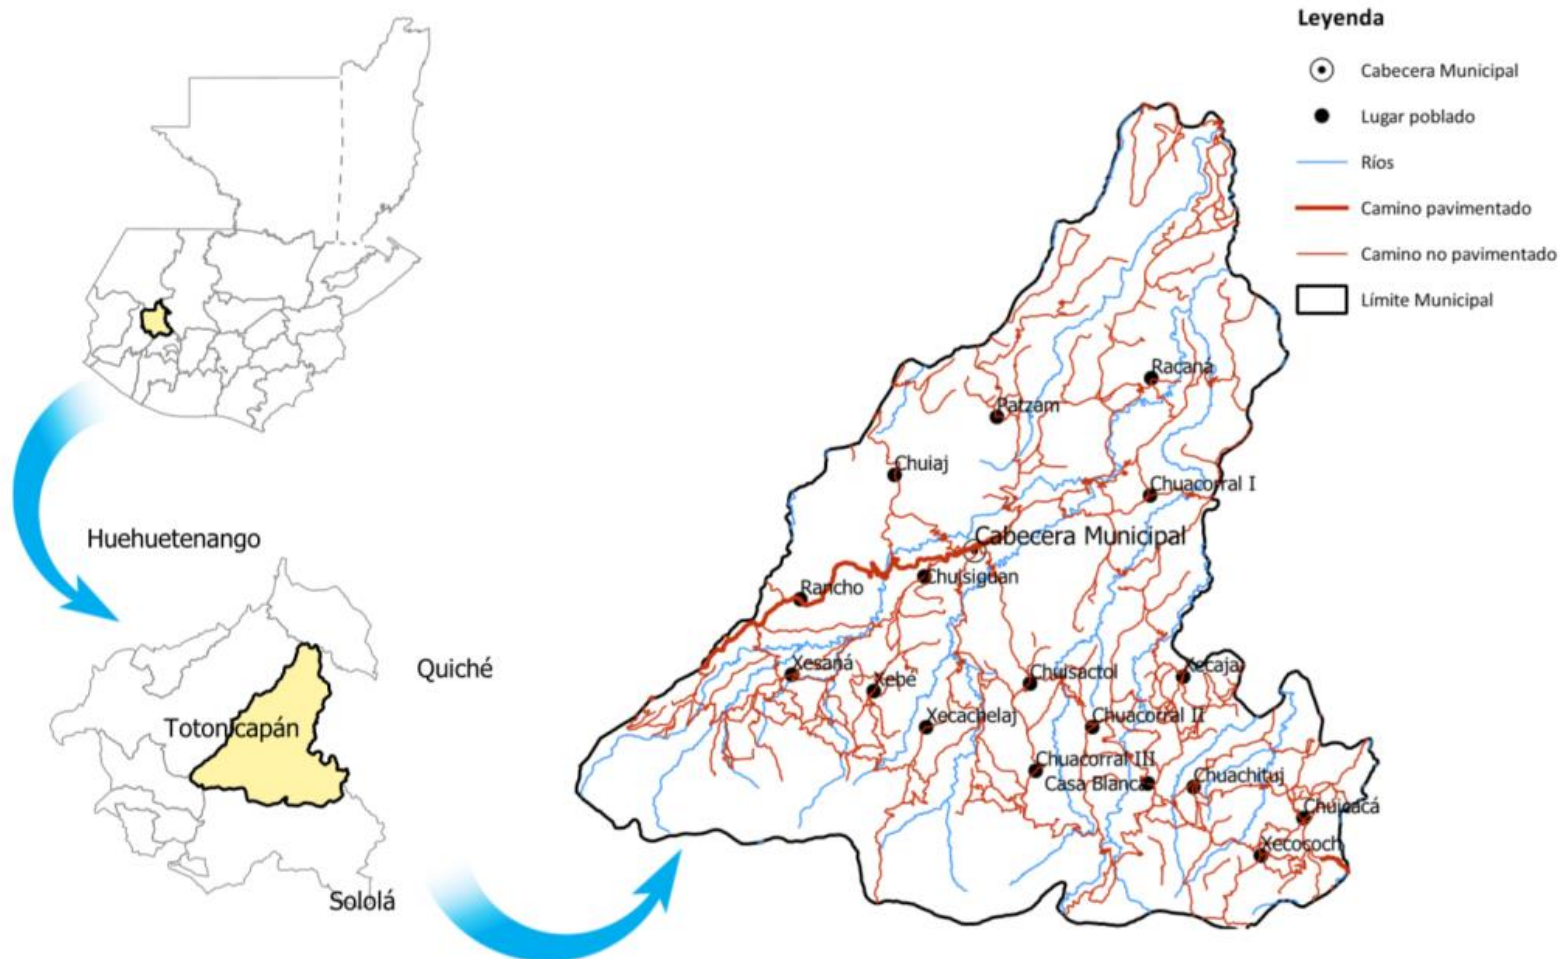 Leyenda
Cabecera Municipal
Lugar poblado
Ríos
Camino pavimentado
Camino no pavimentado
Límite Municipal
Racaná
Patzam
Chuiaj
Chuacorral I
Cabecera Municipal
Chuisiguan
Rancho
Xesaná
Xebé
Chuisactol
Xecaja
Xecachelaj
Chuacorral II
Chuacorral III
Casa Blanca
Chuachituj
Chuicacá
Xecococh
Huehuetenango
Quiché
Totonicapán
Sololá